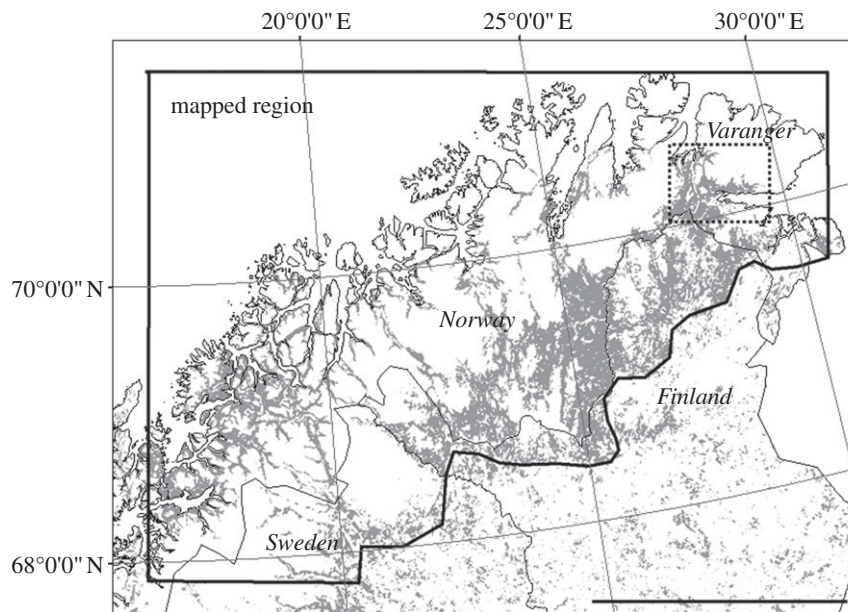 20°0'0" E
25°0'0" E
30°0'0" E
mapped region
Varanger
70°0'0" N
Norway
Finland
Sweden
68°0'0" N